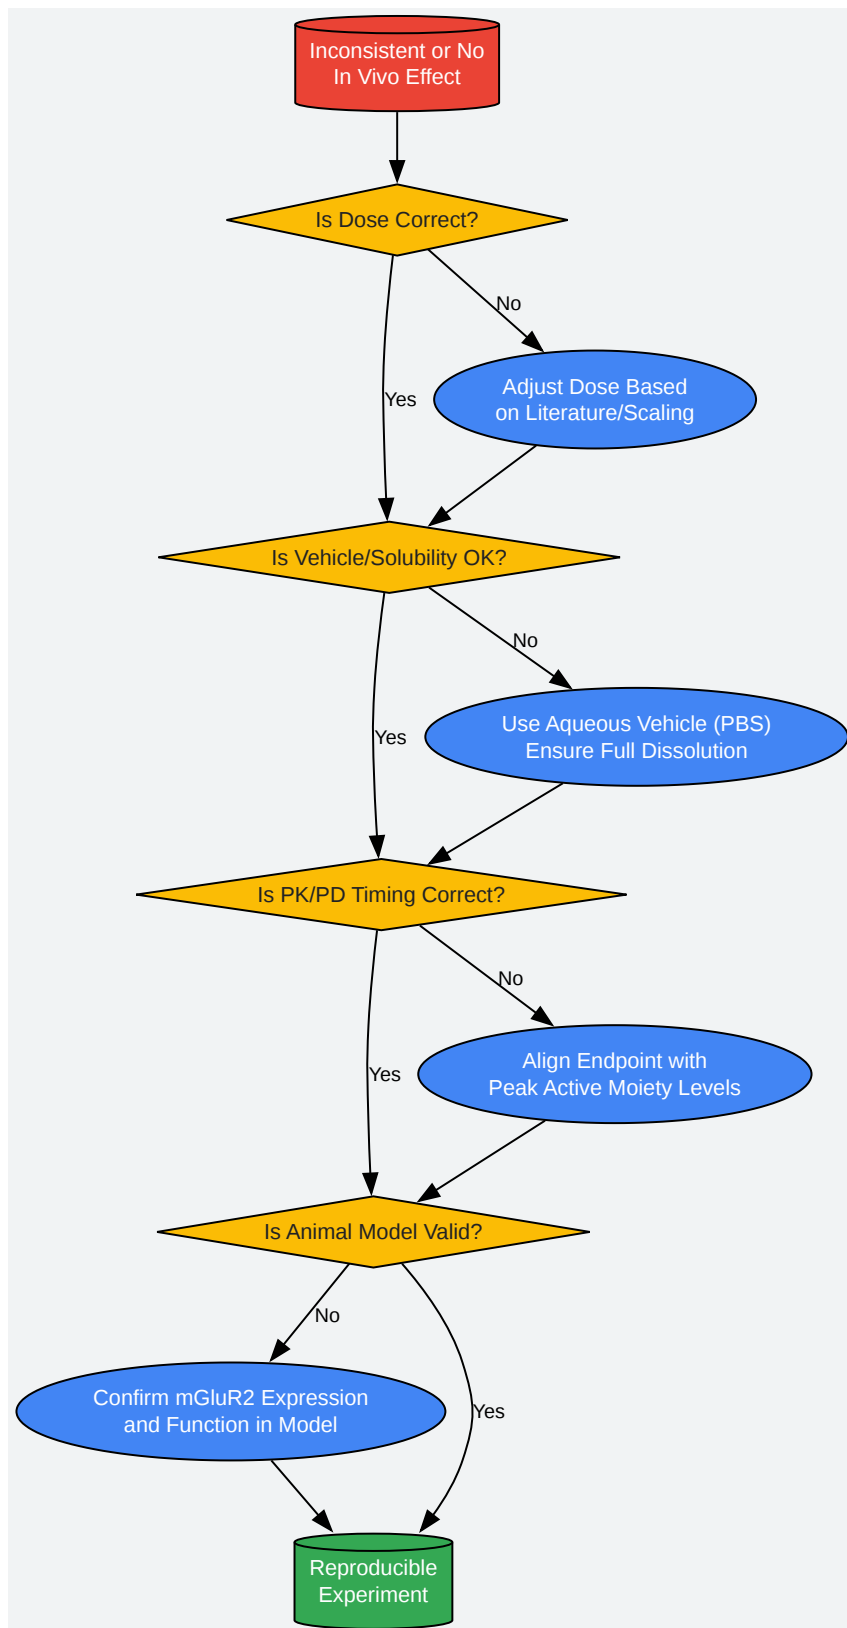 Inconsistent or No
In Vivo Effect
Is Dose Correct?
No
Adjust Dose Based
on Literature/Scaling
Yes
Is Vehicle/Solubility OK?
No
Use Aqueous Vehicle (PBS)
Ensure Full Dissolution
Yes
Is PK/PD Timing Correct?
No
Align Endpoint with
Peak Active Moiety Levels
Yes
Is Animal Model Valid?
No
Confirm mGluR2 Expression
and Function in Model
Yes
Reproducible
Experiment